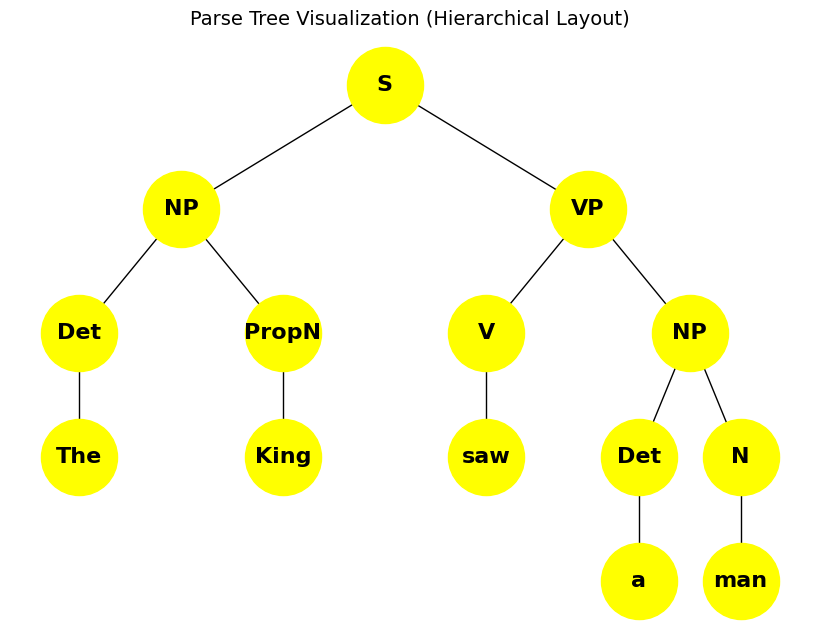 Parse Tree Visualization (Hierarchical Layout)
S
NP VP
Det PropN V NP
The King saw Det N
a man